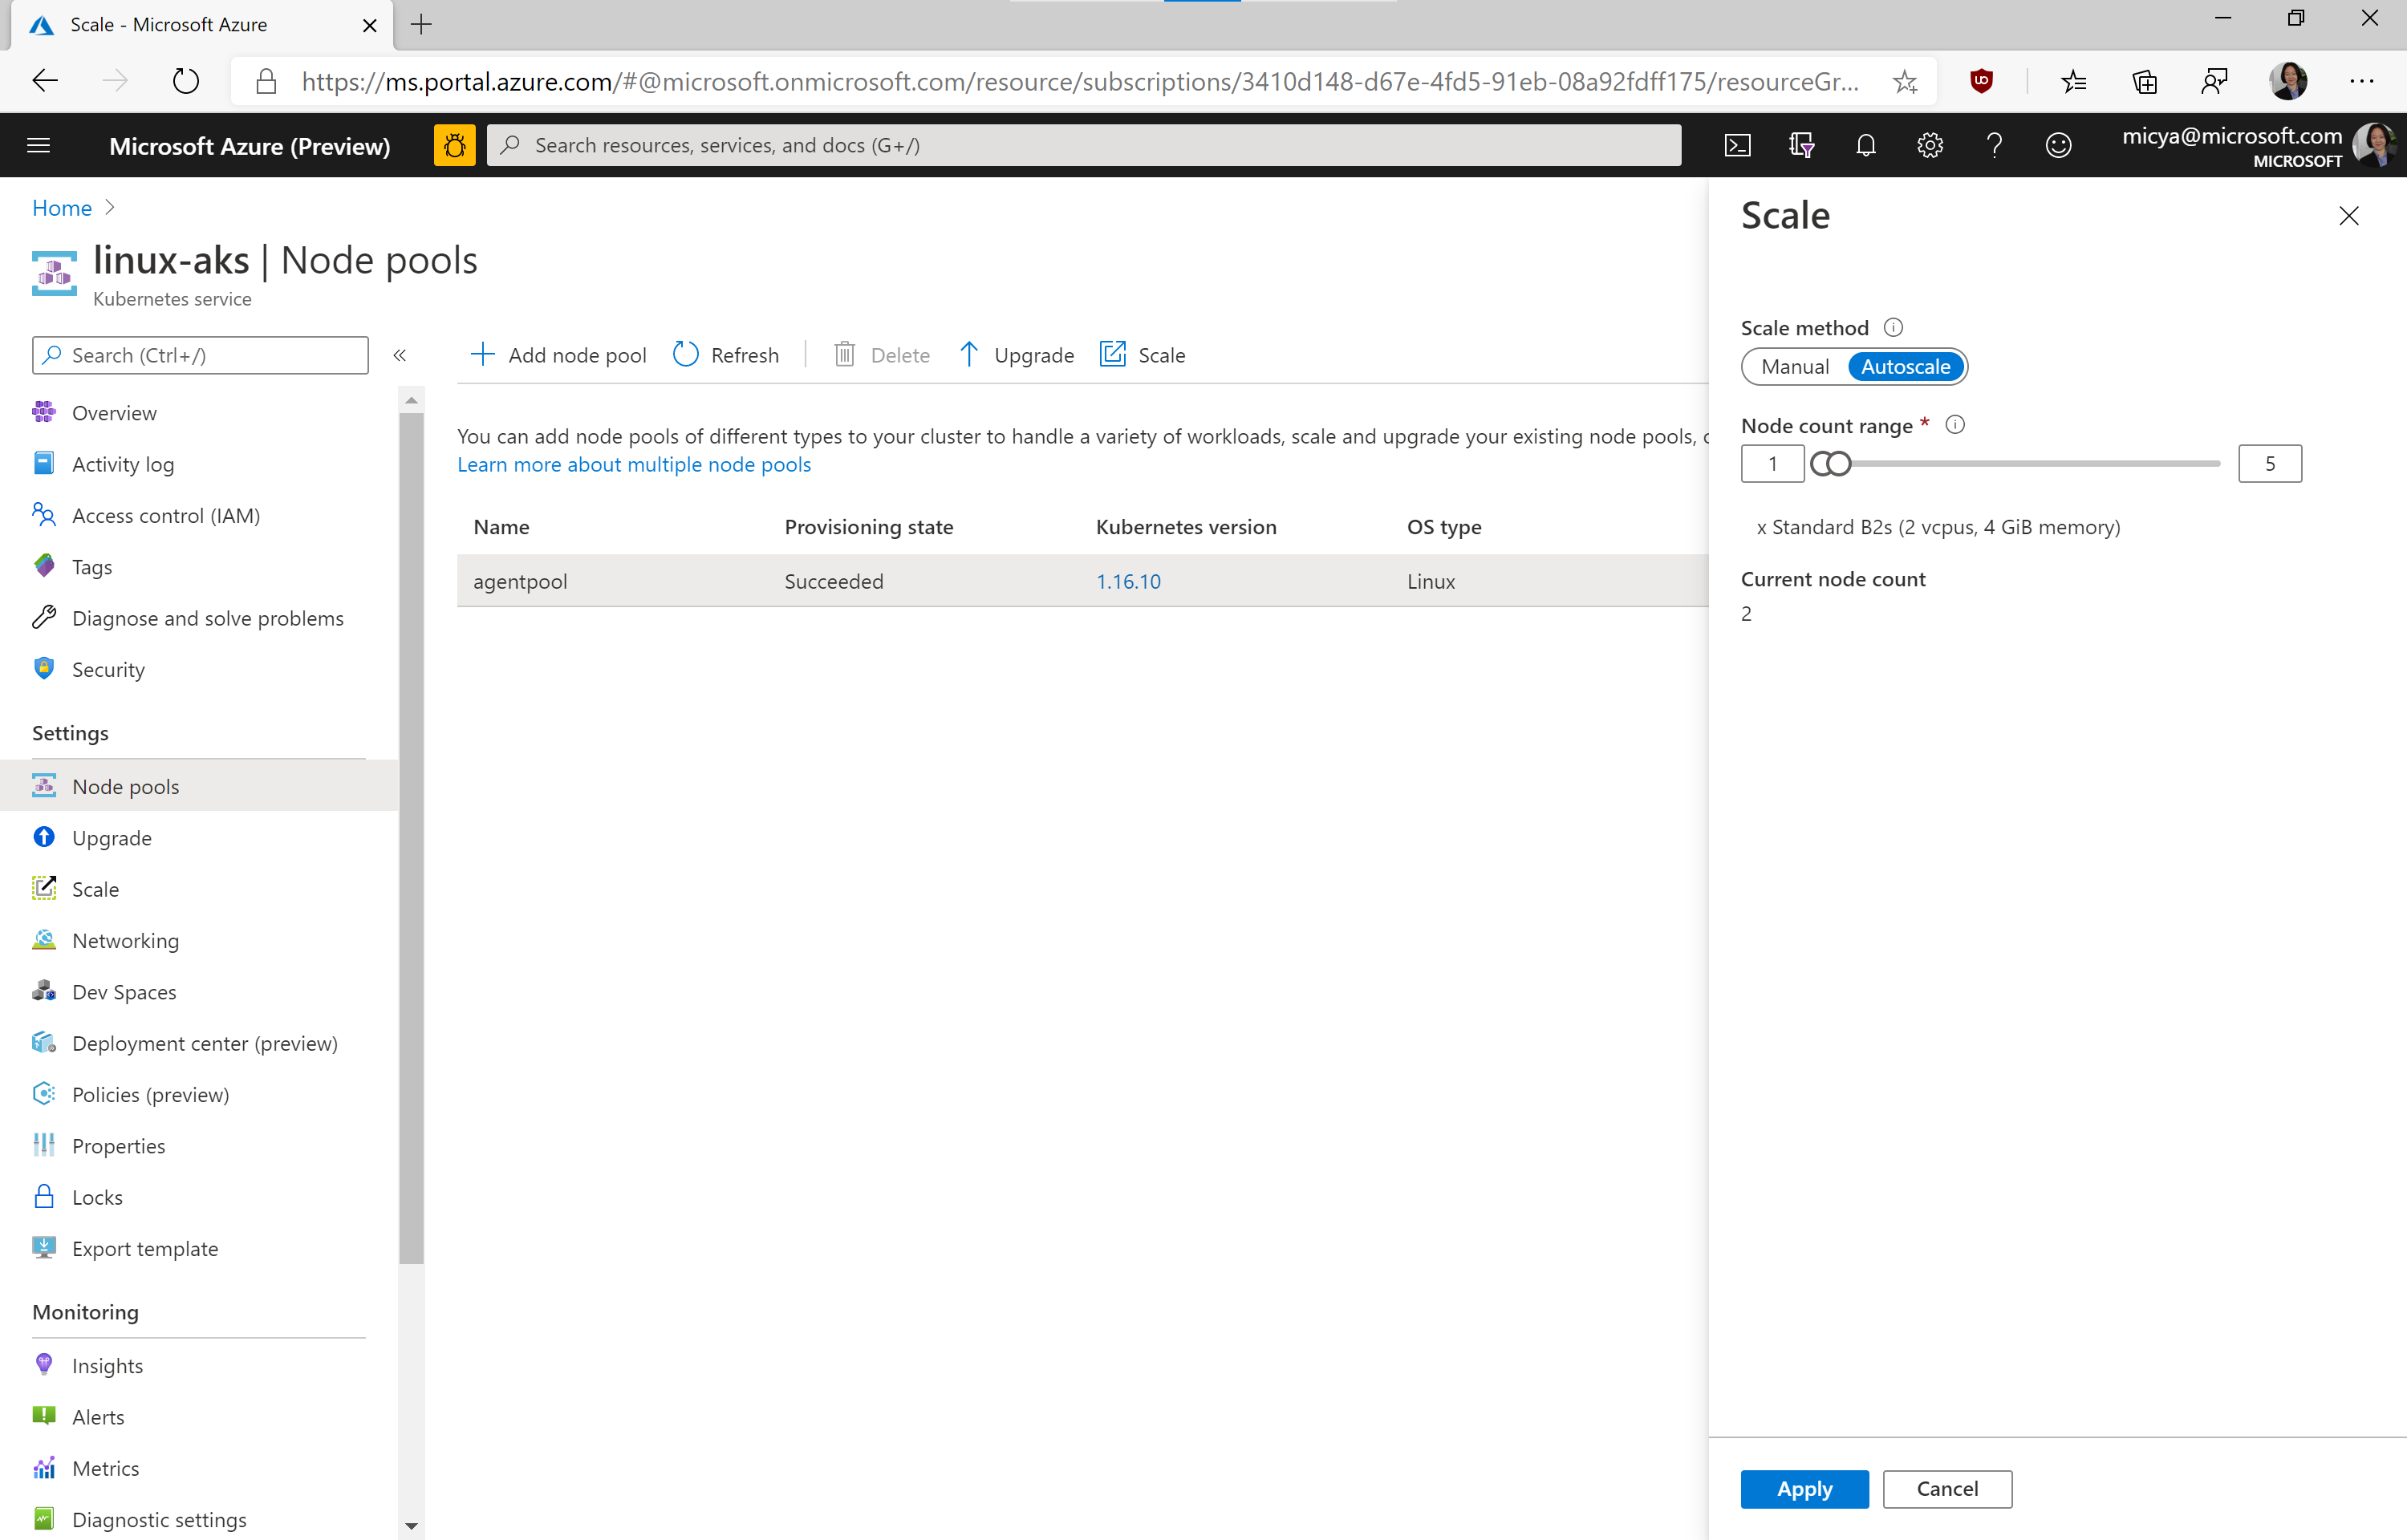 Scale - Microsoft Azure
https://ms.portal.azure.com/#@microsoft.onmicrosoft.com/resource/subscriptions/3410d148-d67e-4fd5-91eb-08a92fdff175/resourceGr...
Microsoft Azure (Preview)
Search resources, services, and docs (G+/)
micya@microsoft.com
MICROSOFT
Home
linux-aks | Node pools
Kubernetes service
Search (Ctrl+/)
Overview
Activity log
Access control (IAM)
Tags
Diagnose and solve problems
Security
Settings
Node pools
Upgrade
Scale
Networking
Dev Spaces
Deployment center (preview)
Policies (preview)
Properties
Locks
Export template
Monitoring
Insights
Alerts
Metrics
Diagnostic settings
Add node pool Refresh Delete Upgrade Scale
You can add node pools of different types to your cluster to handle a variety of workloads, scale and upgrade your existing node pools,
Learn more about multiple node pools
Name Provisioning state Kubernetes version OS type
agentpool Succeeded 1.16.10 Linux
Scale
Scale method
Manual Autoscale
Node count range *
1 5
x Standard B2s (2 vcpus, 4 GiB memory)
Current node count
2
Apply Cancel